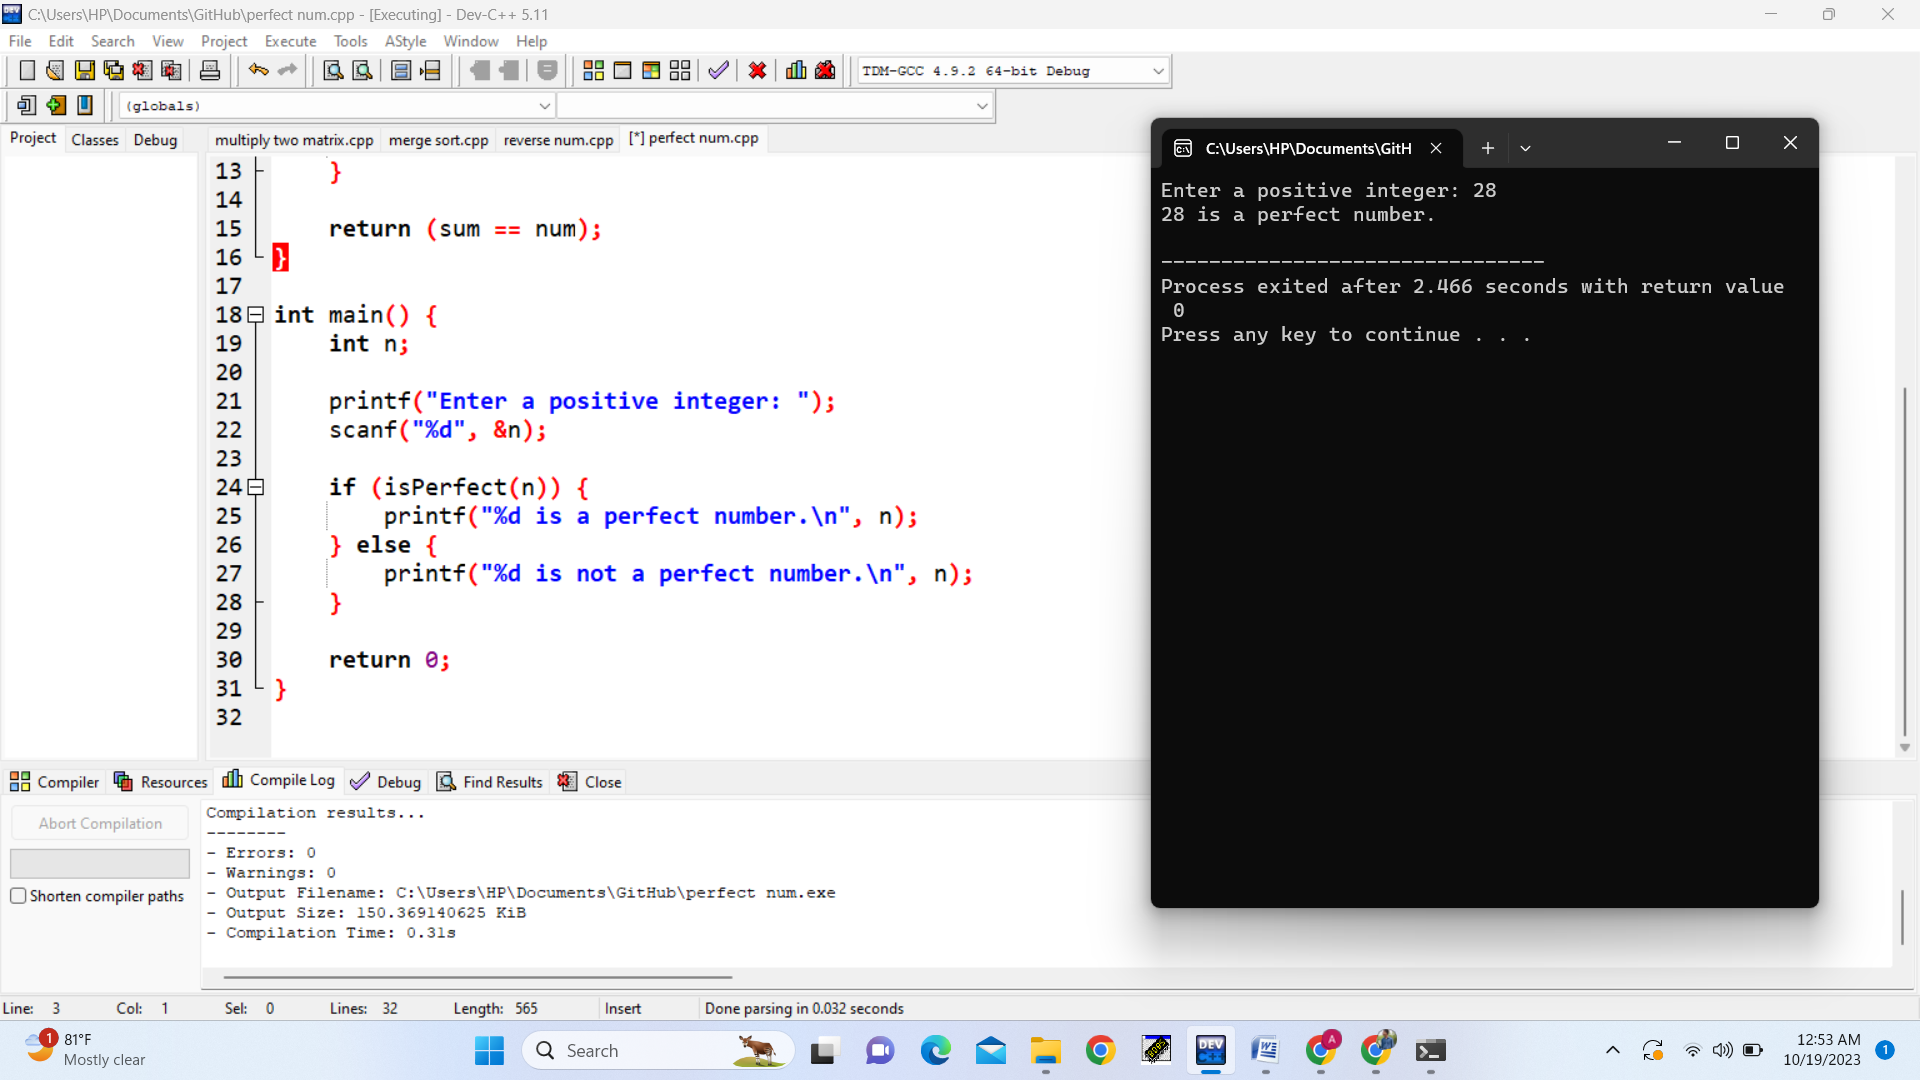 C:\Users\HP\Documents\GitHub\perfect num.cpp - [Executing] - Dev-C++ 5.11
File Edit Search View Project Execute Tools AStyle Window Help
TDM-GCC 4.9.2 64-bit Debug
(globals)
Project Classes Debug
multiply two matrix.cpp merge sort.cpp reverse num.cpp [*] perfect num.cpp
13 }
14
15 return (sum == num);
16 }
17
18 int main() {
19 int n;
20
21 printf("Enter a positive integer: ");
22 scanf("%d", &n);
23
24 if (isPerfect(n)) {
25 printf("%d is a perfect number.\n", n);
26 } else {
27 printf("%d is not a perfect number.\n", n);
28 }
29
30 return 0;
31 }
32
C:\Users\HP\Documents\GitH
Enter a positive integer: 28
28 is a perfect number.
--------------------------------
Process exited after 2.466 seconds with return value
0
Press any key to continue . . .
Compiler Resources Compile Log Debug Find Results Close
Abort Compilation
Shorten compiler paths
Compilation results...
--------
- Errors: 0
- Warnings: 0
- Output Filename: C:\Users\HP\Documents\GitHub\perfect num.exe
- Output Size: 150.369140625 KiB
- Compilation Time: 0.31s
Line: 3 Col: 1 Sel: 0 Lines: 32 Length: 565 Insert Done parsing in 0.032 seconds
1
81°F
Mostly clear
Search
DEV
A
12:53 AM
10/19/2023
1